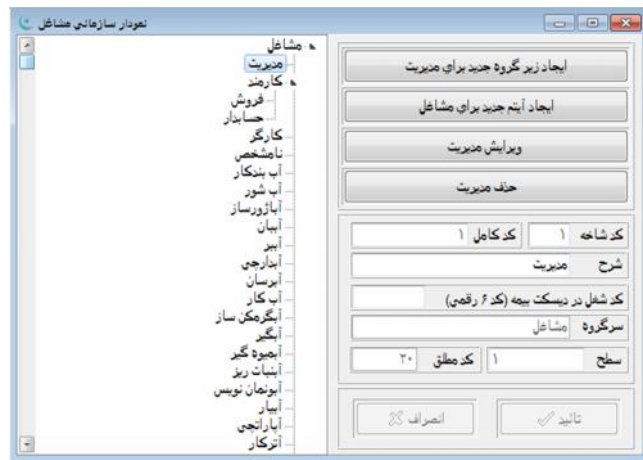 نمودار سازمانی مشاغل
ایجاد زیر گروه جدید برای مدیریت
ایجاد آیتم جدید برای مشاغل
ویرایش مدیریت
حذف مدیریت
کد شاخه ۱ کد کامل ۱
شرح مدیریت
کد شغل در دیسکت بیمه (کد ۶ رقمی)
سرگروه مشاغل
سطح ۱ کد مطلق ۲۰
تائید انصراف
مشاغل
مدیریت
کارمند
فروش
حسابدار
کارگر
نامشخص
آب بندکار
آب شور
آباژورساز
آبیان
آببر
آبدارچی
آبرسان
آب کار
آبگرمکن ساز
آبگیر
آبمیوه گیر
آبنبات ریز
آبونمان نویس
آبیار
آپاراتچی
آترکار